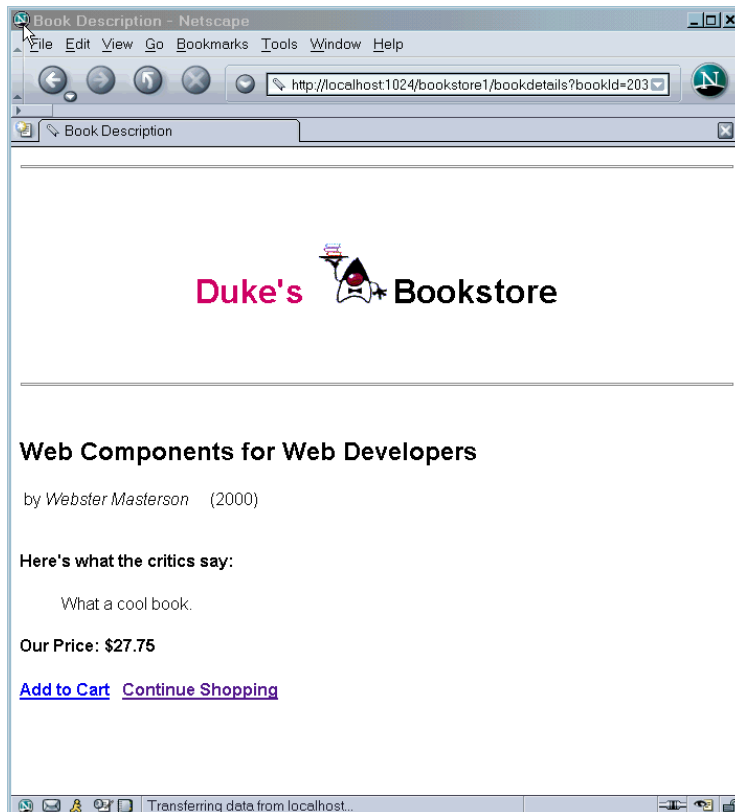 Book Description - Netscape
File Edit View Go Bookmarks Tools Window Help
http://localhost:1024/bookstore1/bookdetails?bookId=203
Book Description
Duke's Bookstore
Web Components for Web Developers
by Webster Masterson (2000)
Here's what the critics say:
What a cool book.
Our Price: $27.75
Add to Cart Continue Shopping
Transferring data from localhost...